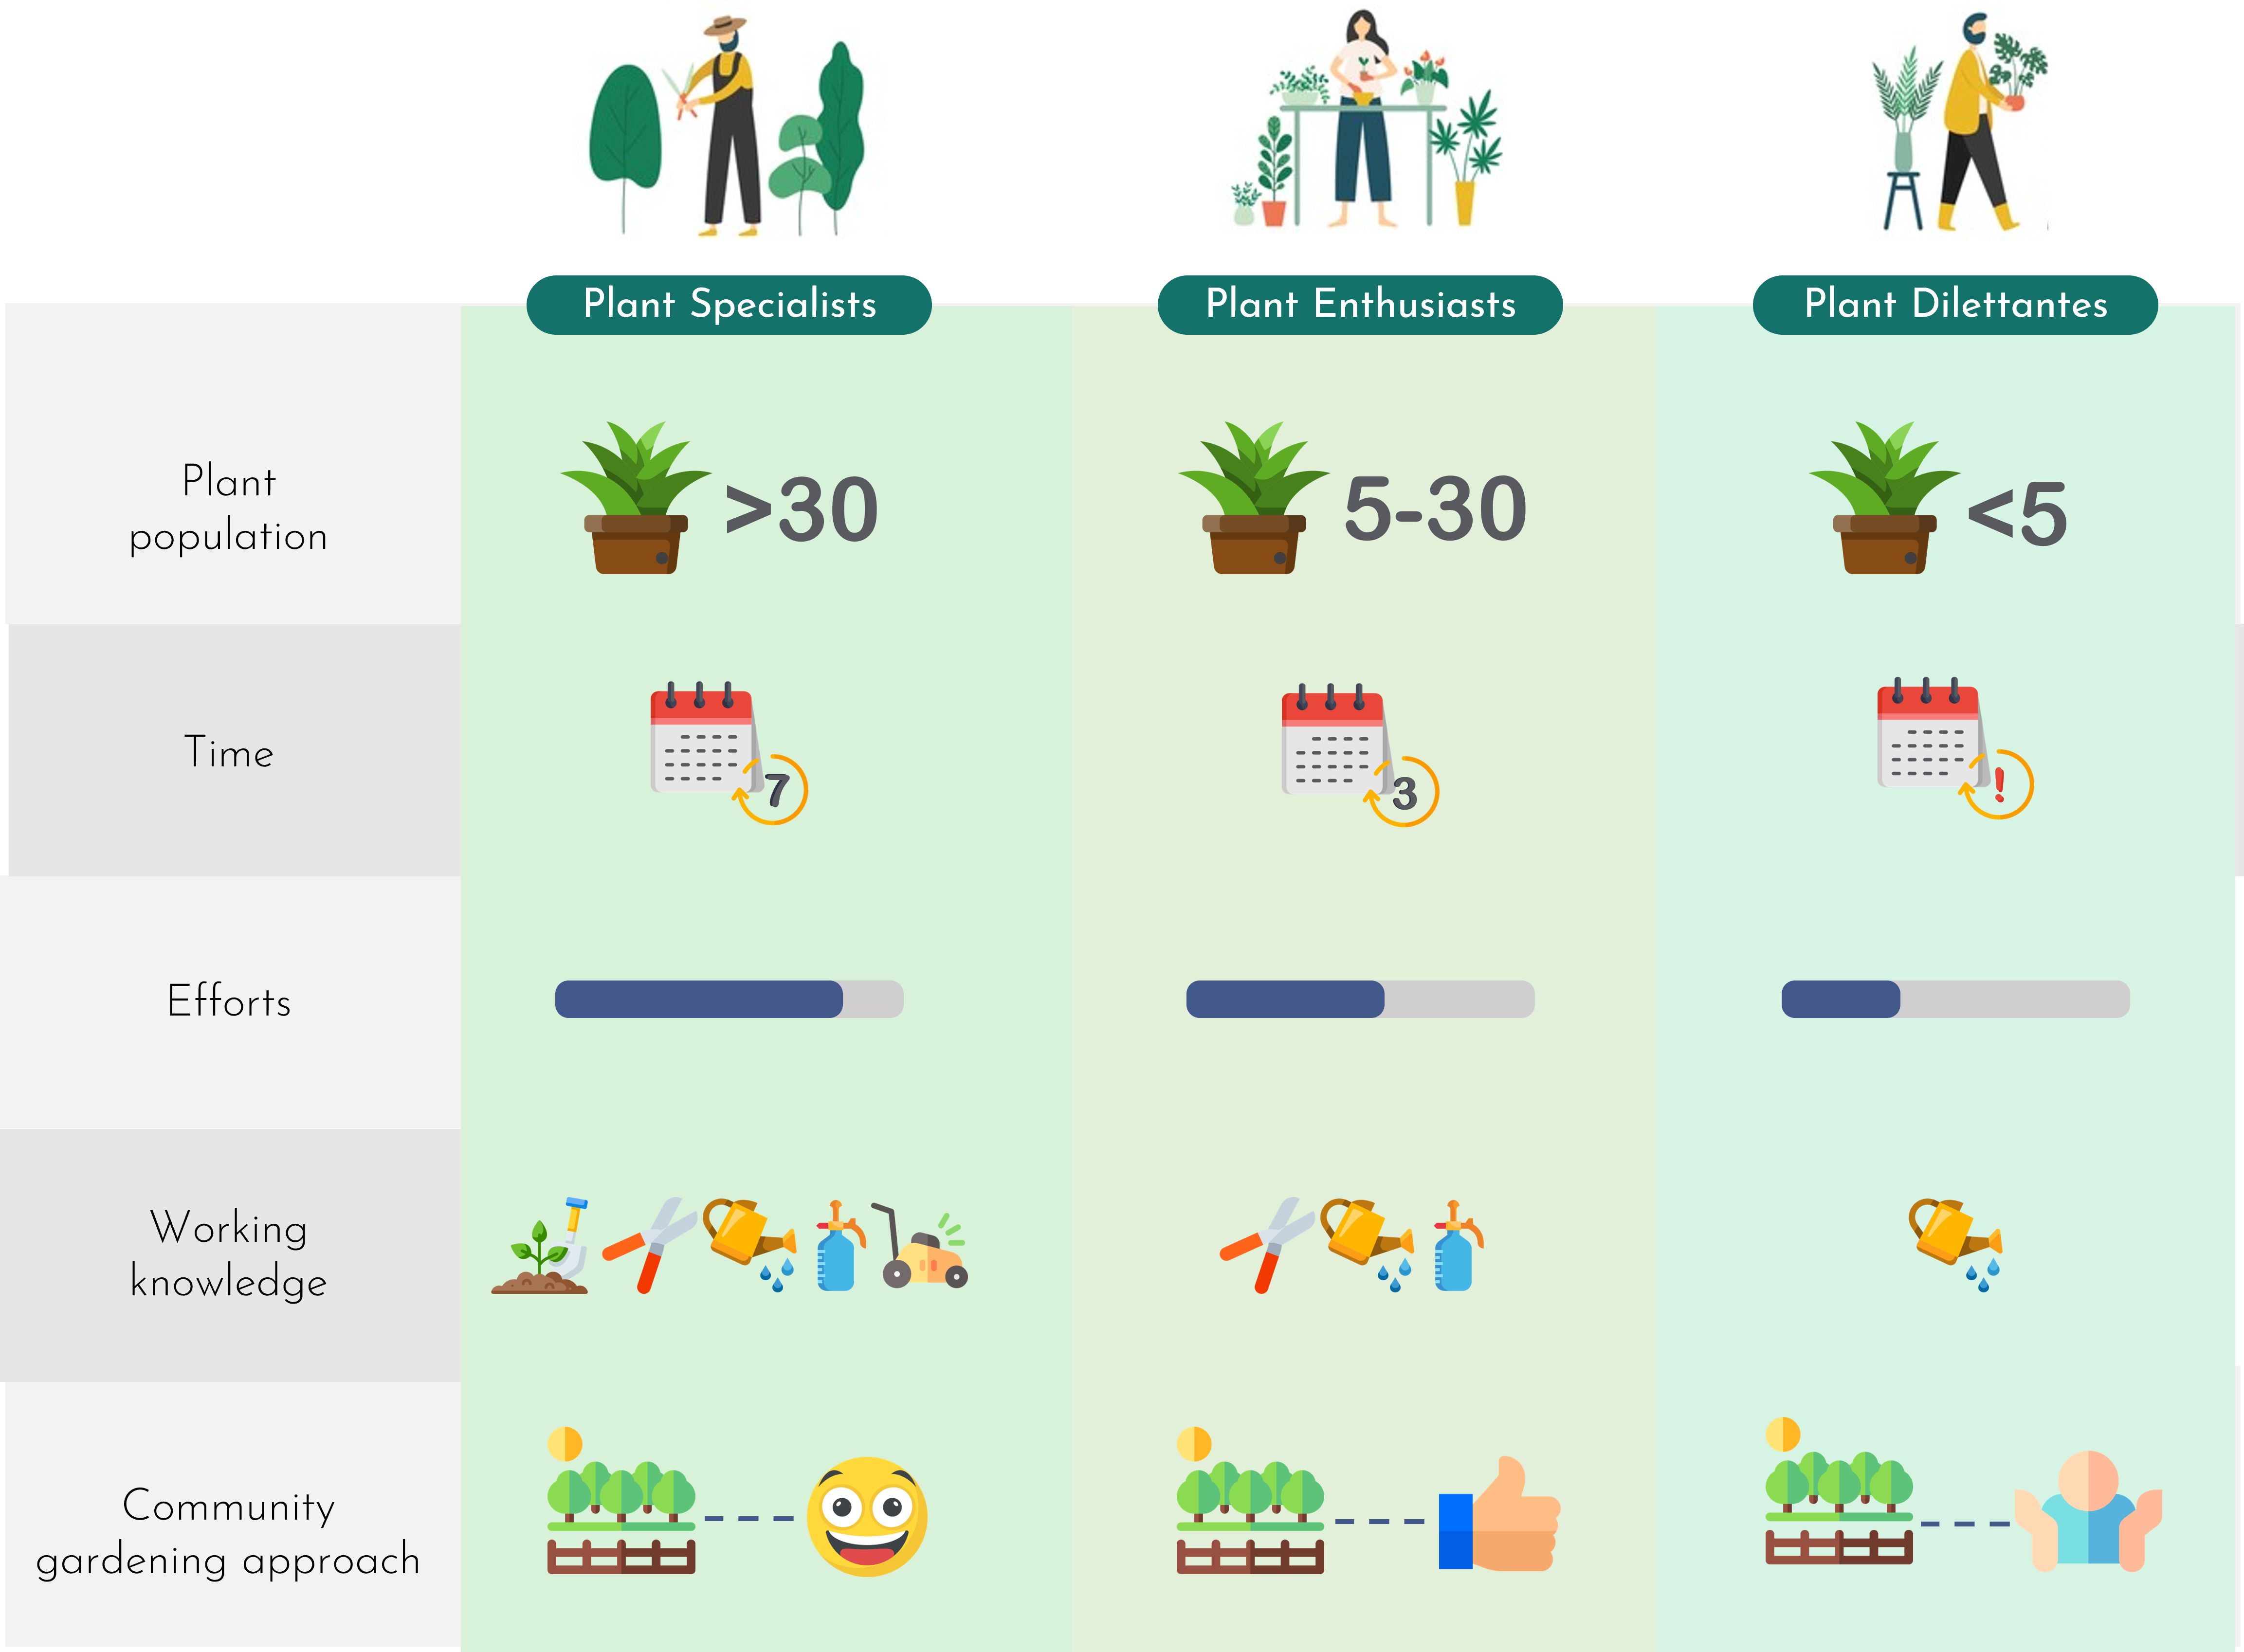 Plant Specialists
Plant Enthusiasts
Plant Dilettantes
Plant
population
>30
5-30
<5
Time
7
3
!
Efforts
Working
knowledge
Community
gardening approach